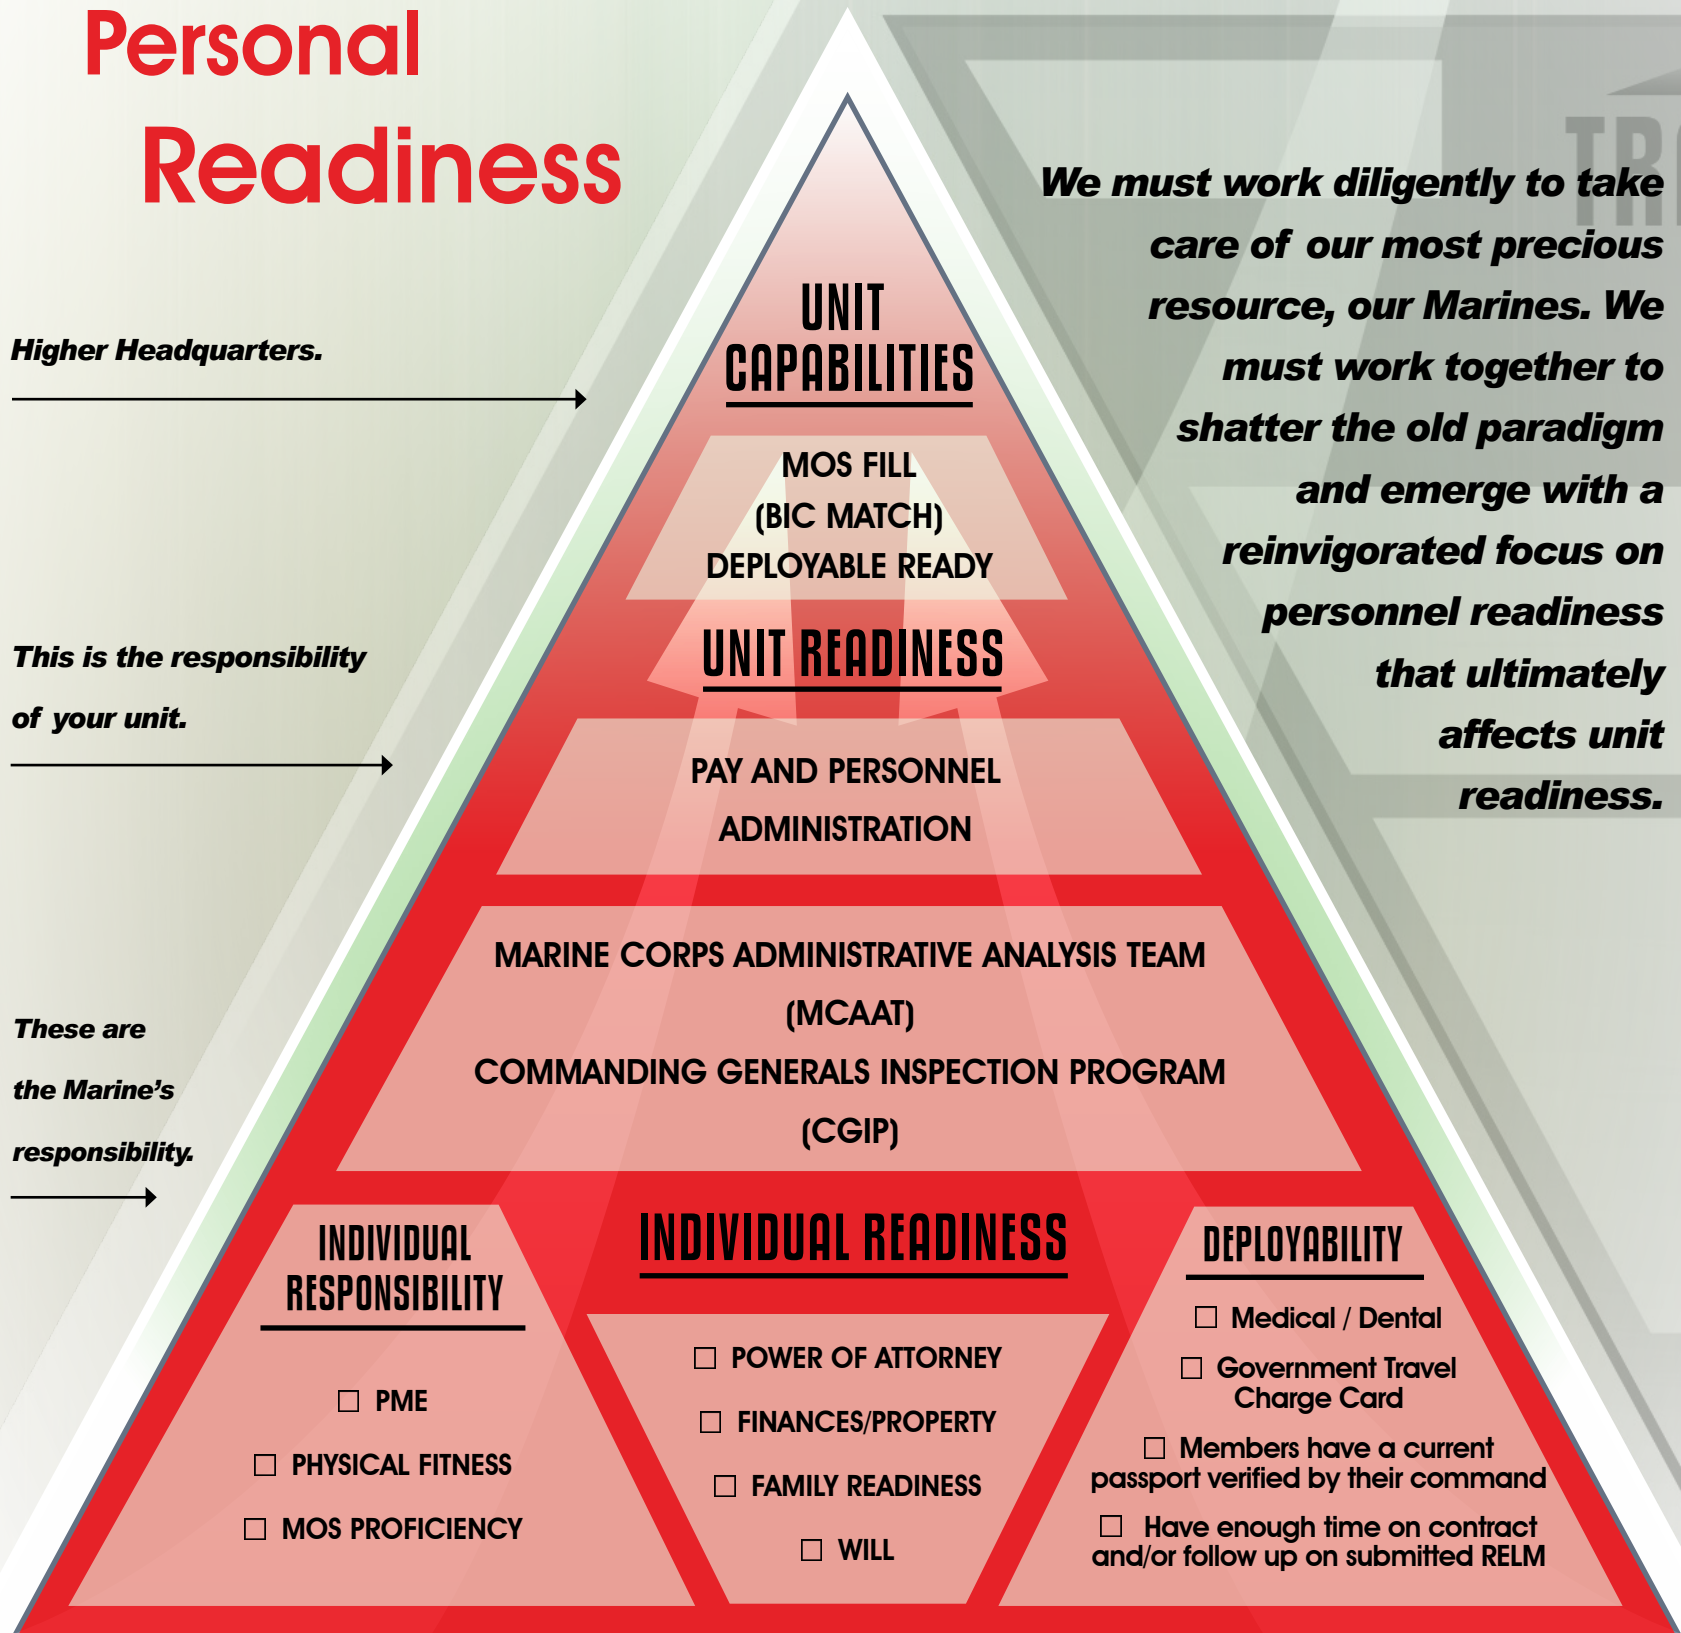 Personal
Readiness
We must work diligently to take
care of our most precious
resource, our Marines. We
must work together to
shatter the old paradigm
and emerge with a
reinvigorated focus on
personnel readiness
that ultimately
affects unit
readiness.
Higher Headquarters.
UNIT
CAPABILITIES
MOS FILL
(BIC MATCH)
DEPLOYABLE READY
This is the responsibility
of your unit.
UNIT READINESS
PAY AND PERSONNEL
ADMINISTRATION
MARINE CORPS ADMINISTRATIVE ANALYSIS TEAM
(MCAAT)
COMMANDING GENERALS INSPECTION PROGRAM
(CGIP)
These are
the Marine's
responsibility.
INDIVIDUAL
RESPONSIBILITY
PME
PHYSICAL FITNESS
MOS PROFICIENCY
INDIVIDUAL READINESS
POWER OF ATTORNEY
FINANCES/PROPERTY
FAMILY READINESS
WILL
DEPLOYABILITY
Medical / Dental
Government Travel
Charge Card
Members have a current
passport verified by their command
Have enough time on contract
and/or follow up on submitted RELM